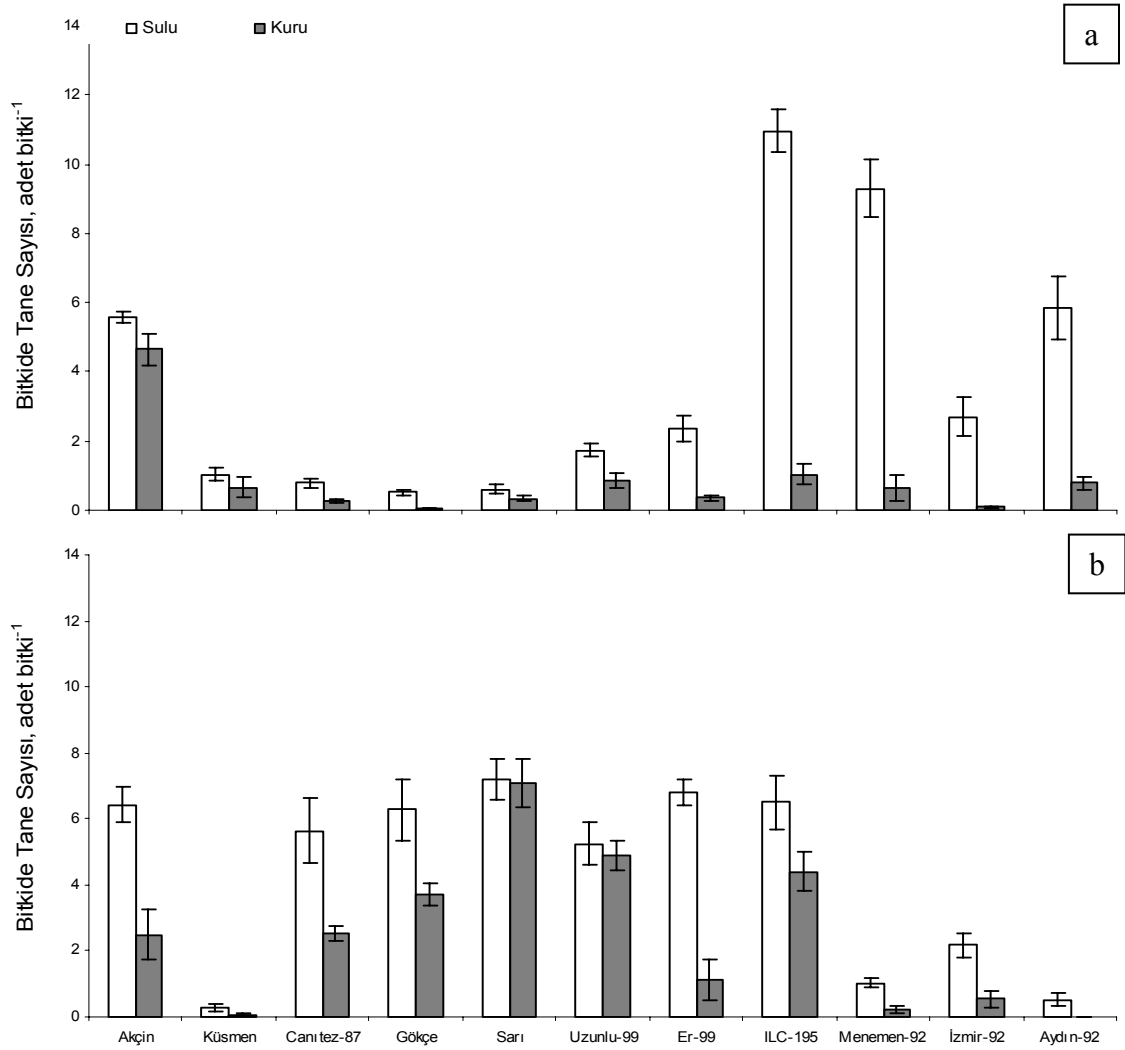 14
Sulu Kuru
a
12
10
8
6
4
2
0
Bitkide Tane Sayısı, adet bitki⁻¹
14
b
12
10
8
6
4
2
0
Bitkide Tane Sayısı, adet bitki⁻¹
Akçin Küsmen Canıtez-87 Gökçe Sarı Uzunlu-99 Er-99 ILC-195 Menemen-92 İzmir-92 Aydın-92